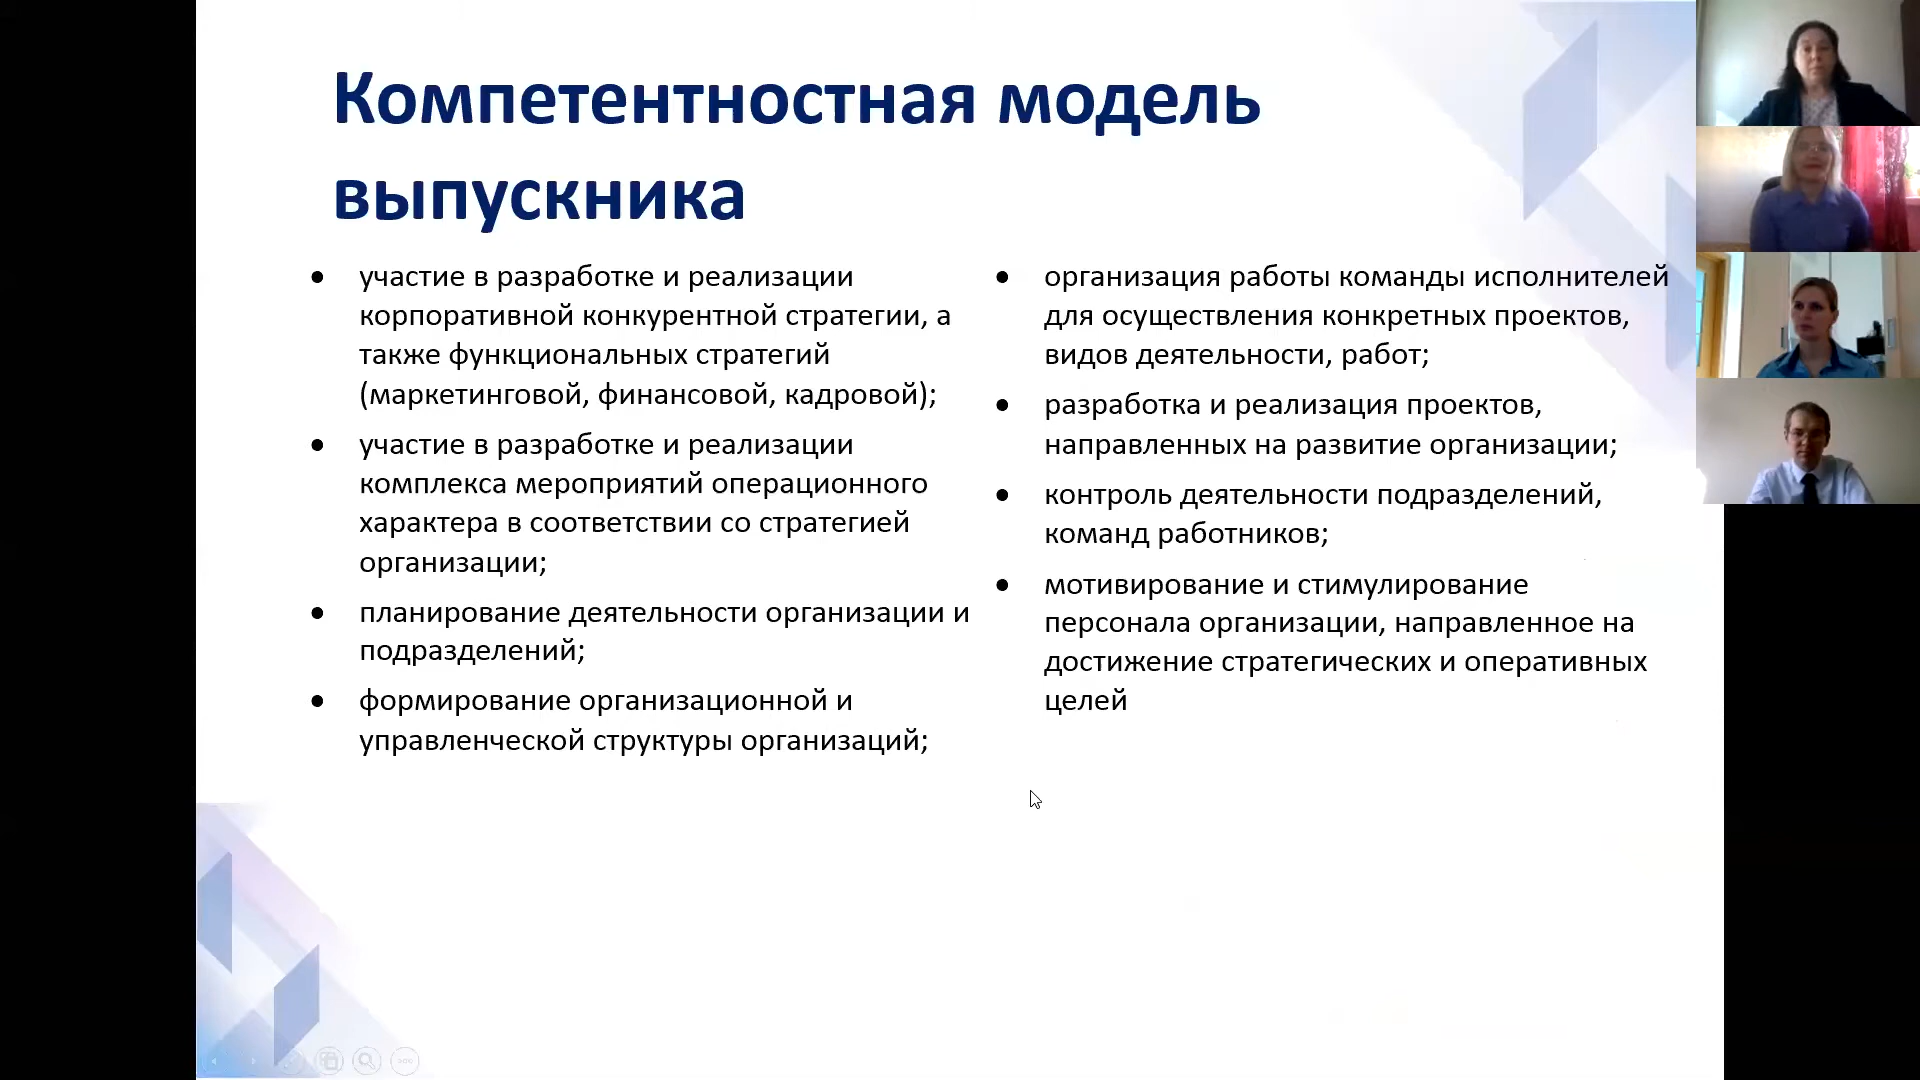 Компетентностная модель
выпускника
● участие в разработке и реализации
корпоративной конкурентной стратегии, а
также функциональных стратегий
(маркетинговой, финансовой, кадровой);
● участие в разработке и реализации
комплекса мероприятий операционного
характера в соответствии со стратегией
организации;
● планирование деятельности организации и
подразделений;
● формирование организационной и
управленческой структуры организаций;
● организация работы команды исполнителей
для осуществления конкретных проектов,
видов деятельности, работ;
● разработка и реализация проектов,
направленных на развитие организации;
● контроль деятельности подразделений,
команд работников;
● мотивирование и стимулирование
персонала организации, направленное на
достижение стратегических и оперативных
целей